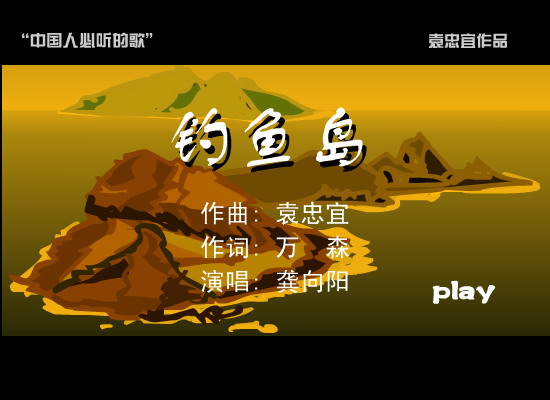 “中国人必听的歌”
袁忠宜作品
钓鱼岛
作曲：袁忠宜
作词：万　森
演唱：龚向阳
play